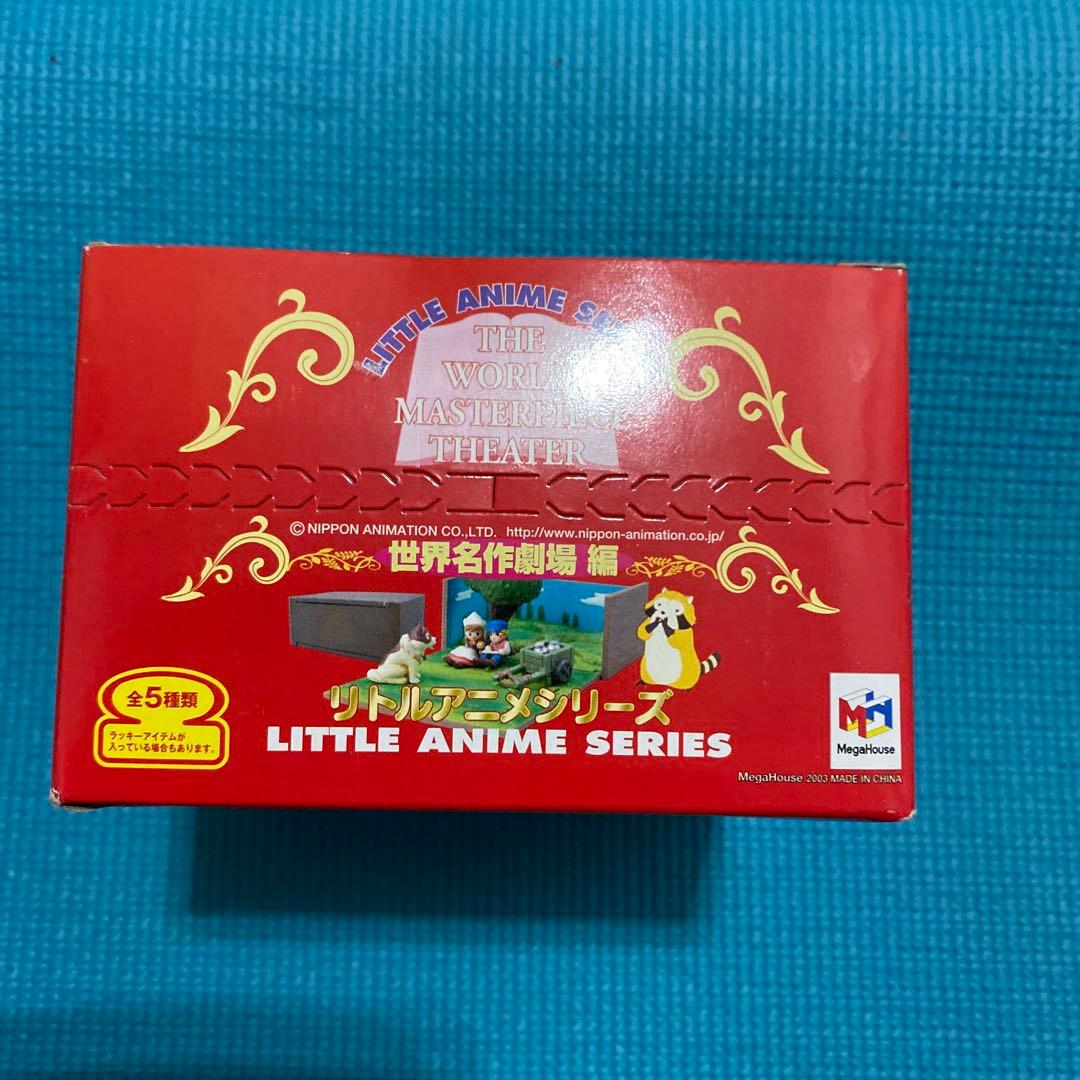 LITTLE ANIME
THE
WORLD
MASTERPIECE
THEATER
© NIPPON ANIMATION CO.,LTD. http://www.nippon-animation.co.jp/
世界名作劇場 編
全5種類
ラッキーアイテムが
入っている場合もあります。
リトルアニメシリーズ
LITTLE ANIME SERIES
MH
MegaHouse
MegaHouse 2003 MADE IN CHINA